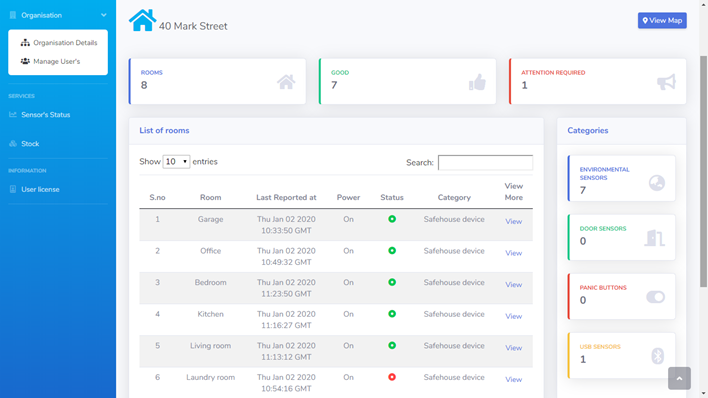 Organisation
Organisation Details
Manage User's
SERVICES
Sensor's Status
Stock
INFORMATION
User license
40 Mark Street
View Map
ROOMS
8
GOOD
7
ATTENTION REQUIRED
1
List of rooms
Show 10 entries
Search:
S.no Room Last Reported at Power Status Category View More
1 Garage Thu Jan 02 2020 10:33:50 GMT On Safehouse device View
2 Office Thu Jan 02 2020 10:49:32 GMT On Safehouse device View
3 Bedroom Thu Jan 02 2020 11:23:50 GMT On Safehouse device View
4 Kitchen Thu Jan 02 2020 11:16:27 GMT On Safehouse device View
5 Living room Thu Jan 02 2020 11:13:12 GMT On Safehouse device View
6 Laundry room Thu Jan 02 2020 10:54:16 GMT On Safehouse device View
Categories
ENVIRONMENTAL
SENSORS
7
DOOR SENSORS
0
PANIC BUTTONS
0
USB SENSORS
1